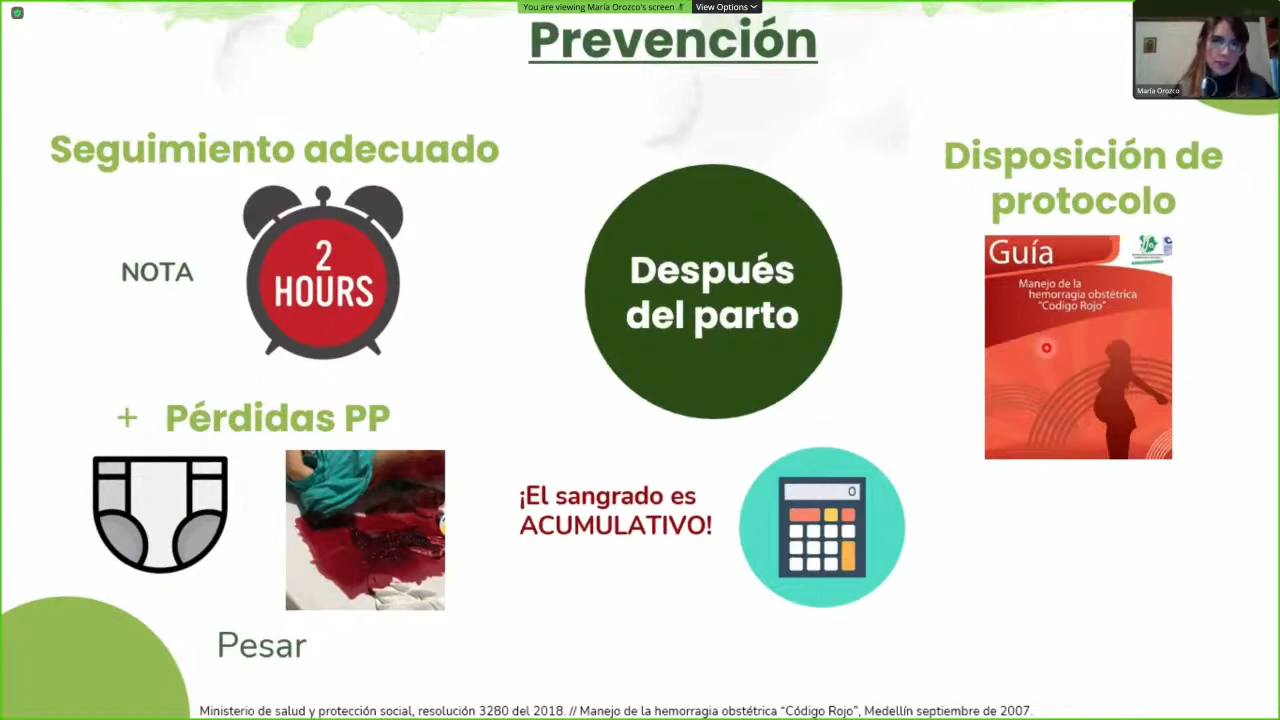 You are viewing María Orozco's screen
View Options
Prevención
María Orozco
Seguimiento adecuado
NOTA
2
HOURS
+ Pérdidas PP
Pesar
Después
del parto
¡El sangrado es
ACUMULATIVO!
0
Disposición de
protocolo
Guía
Manejo de la
hemorragia obstétrica
"Codigo Rojo"
Ministerio de salud y protección social, resolución 3280 del 2018. // Manejo de la hemorragia obstétrica “Código Rojo”, Medellín septiembre de 2007.